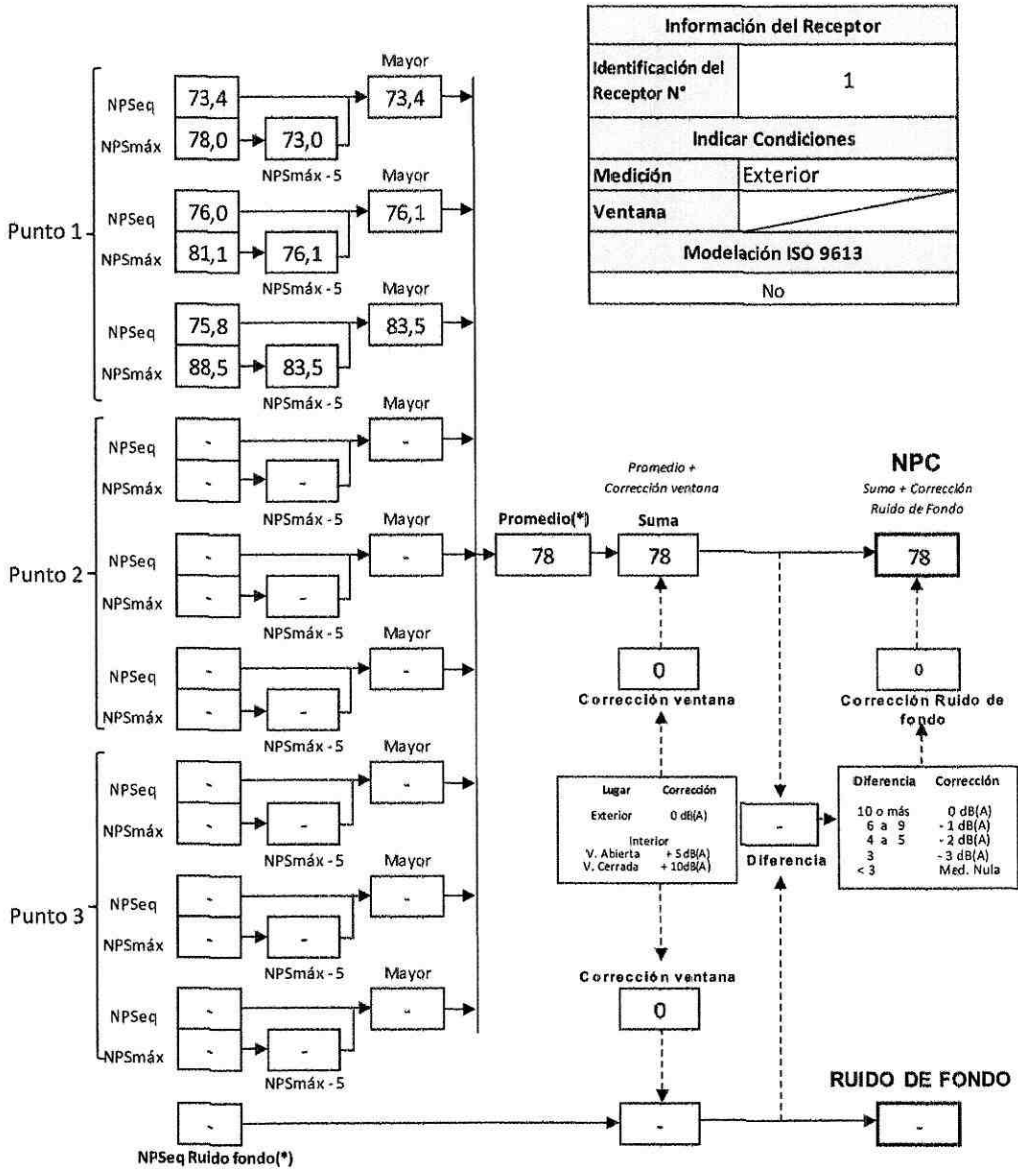 Información del Receptor
Identificación del Receptor N° 1
Indicar Condiciones
Medición Exterior
Ventana
Modelación ISO 9613
No
Punto 1
Mayor
NPSeq 73,4 73,4
NPSmáx 78,0 73,0
NPSmáx - 5
Mayor
NPSeq 76,0 76,1
NPSmáx 81,1 76,1
NPSmáx - 5
Mayor
NPSeq 75,8 83,5
NPSmáx 88,5 83,5
NPSmáx - 5
Punto 2
Mayor
NPSeq - -
NPSmáx - -
NPSmáx - 5
Mayor
NPSeq - -
NPSmáx - -
NPSmáx - 5
Mayor
NPSeq - -
NPSmáx - -
NPSmáx - 5
Punto 3
Mayor
NPSeq - -
NPSmáx - -
NPSmáx - 5
Mayor
NPSeq - -
NPSmáx - -
NPSmáx - 5
Mayor
NPSeq - -
NPSmáx - -
NPSmáx - 5
-
NPSeq Ruido fondo(*)
Promedio(*)
78
Promedio +
Corrección ventana
Suma
78
0
Corrección ventana
Lugar Corrección
Exterior 0 dB(A)
Interior
V. Abierta + 5dB(A)
V. Cerrada + 10dB(A)
Corrección ventana
0
-
-
Diferencia
NPC
Suma + Corrección
Ruido de Fondo
78
0
Corrección Ruido de
fondo
Diferencia Corrección
10 o más 0 dB(A)
6 a 9 - 1 dB(A)
4 a 5 - 2 dB(A)
3 - 3 dB(A)
< 3 Med. Nula
RUIDO DE FONDO
-